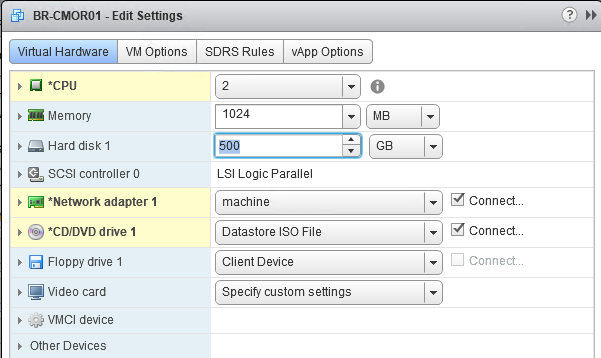 BR-CMOR01 - Edit Settings
Virtual Hardware VM Options SDRS Rules vApp Options
*CPU 2
Memory 1024 MB
Hard disk 1 500 GB
SCSI controller 0 LSI Logic Parallel
*Network adapter 1 machine Connect...
*CD/DVD drive 1 Datastore ISO File Connect...
Floppy drive 1 Client Device Connect...
Video card Specify custom settings
VMCI device
Other Devices